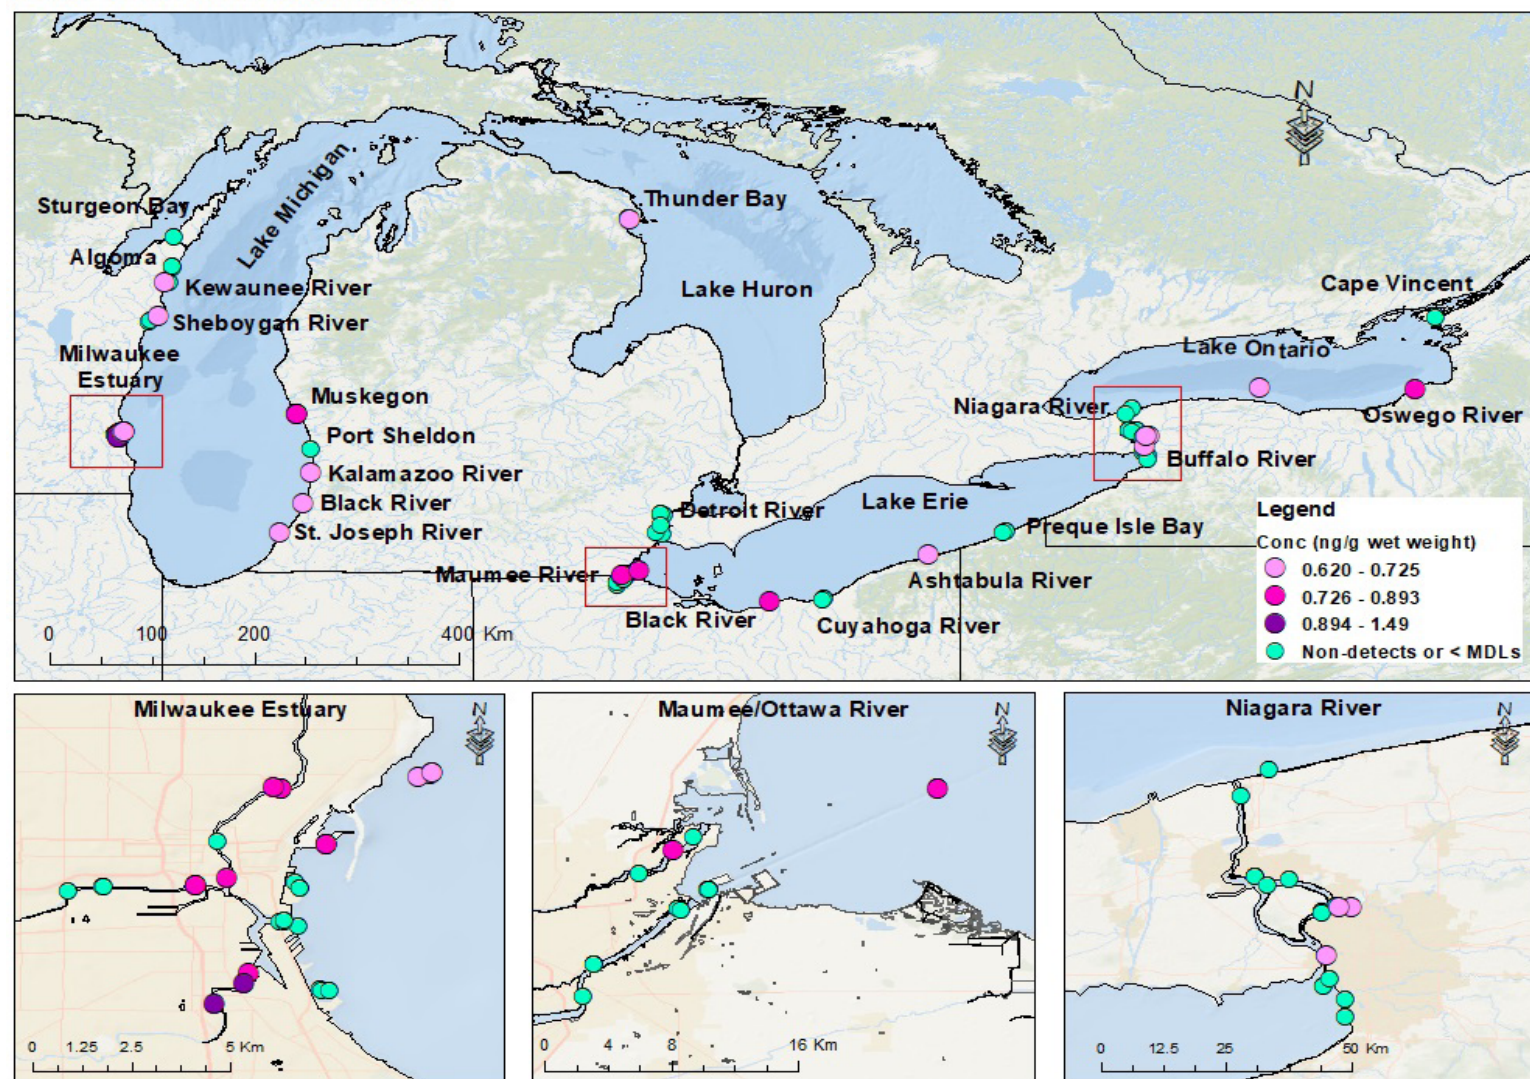 N
Sturgeon Bay
Lake Michigan
Thunder Bay
Algoma
Kewaunee River
Lake Huron
Cape Vincent
Sheboygan River
Milwaukee
Estuary
Lake Ontario
Muskegon
Niagara River
Oswego River
Port Sheldon
Buffalo River
Kalamazoo River
Black River
Lake Erie
Detroit River
St. Joseph River
Preque Isle Bay
Maumee River
Ashtabula River
Black River
Cuyahoga River
Legend
Conc (ng/g wet weight)
0.620 - 0.725
0.726 - 0.893
0.894 - 1.49
Non-detects or < MDLs
0 100 200 400 Km
Milwaukee Estuary
N
0 1.25 2.5 5 Km
Maumee/Ottawa River
N
0 4 8 16 Km
Niagara River
N
0 12.5 25 50 Km